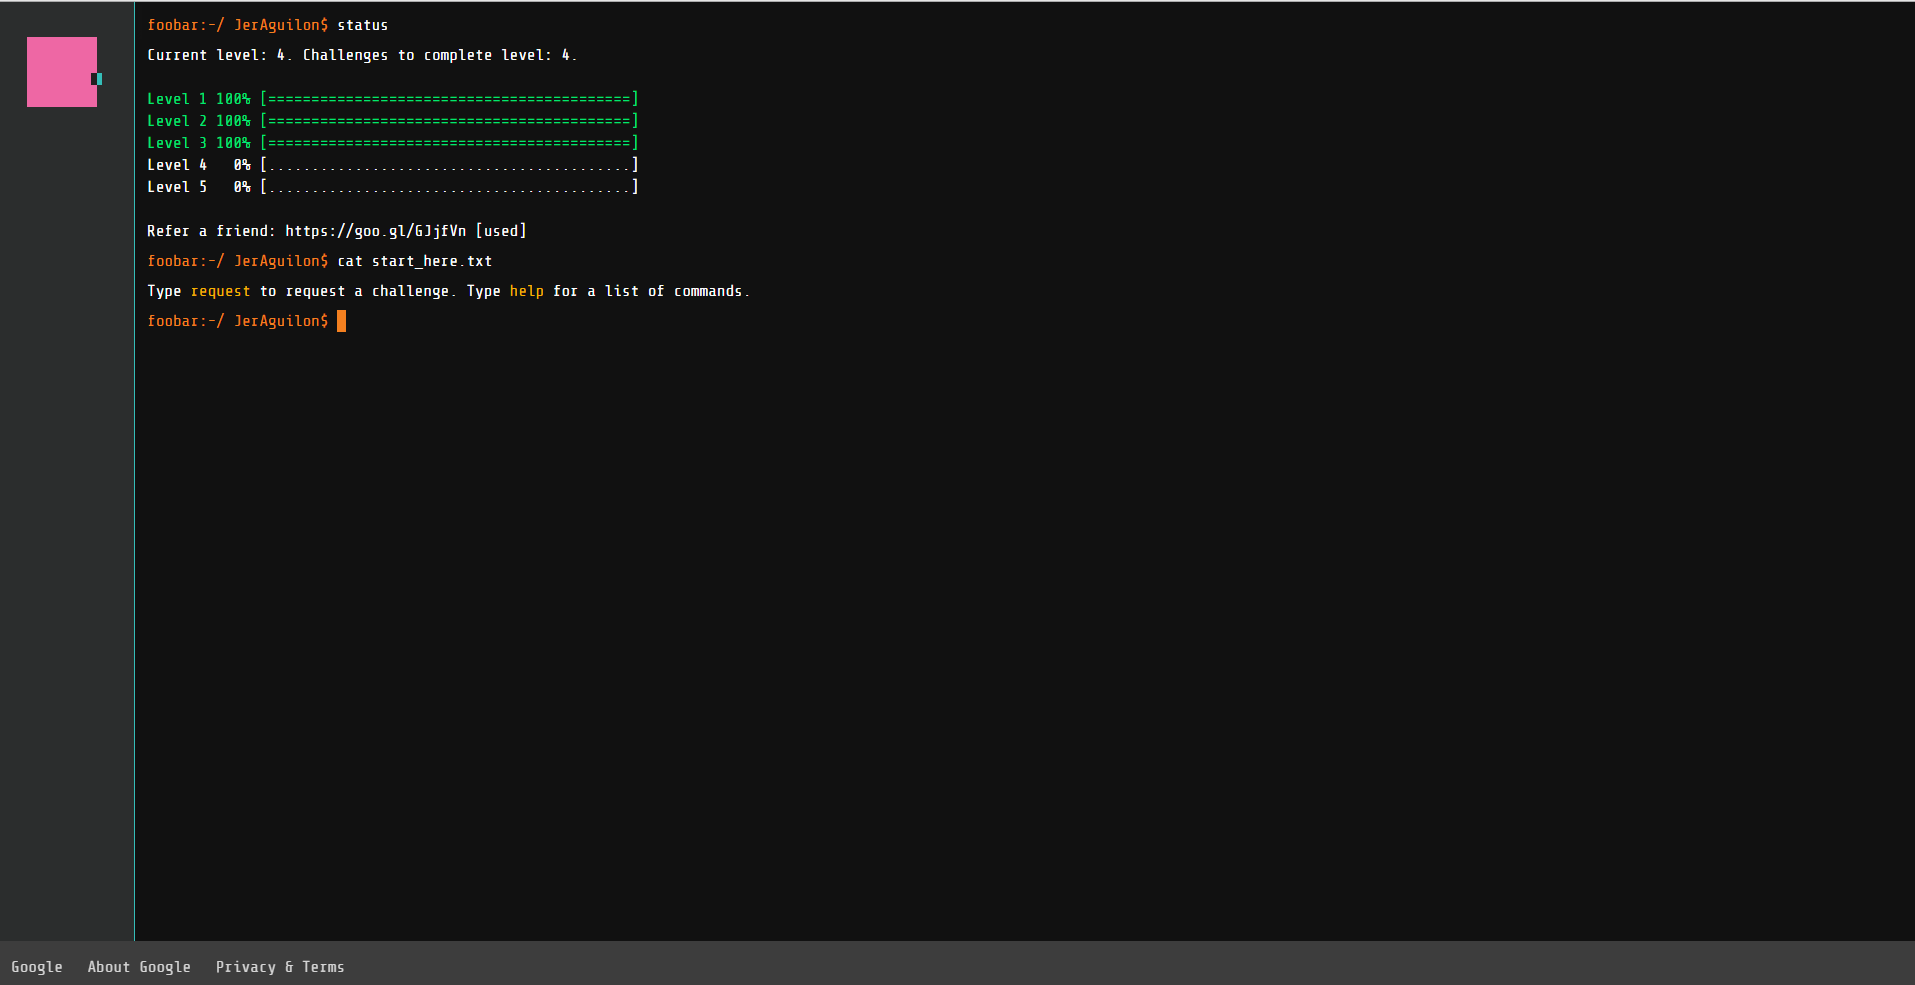 foobar:~/ JerAguilon$ status
Current level: 4. Challenges to complete level: 4.
Level 1 100% [==========================================]
Level 2 100% [==========================================]
Level 3 100% [==========================================]
Level 4   0% [..........................................]
Level 5   0% [..........................................]
Refer a friend: https://goo.gl/GJjfVn [used]
foobar:~/ JerAguilon$ cat start_here.txt
Type request to request a challenge. Type help for a list of commands.
foobar:~/ JerAguilon$
Google About Google Privacy & Terms